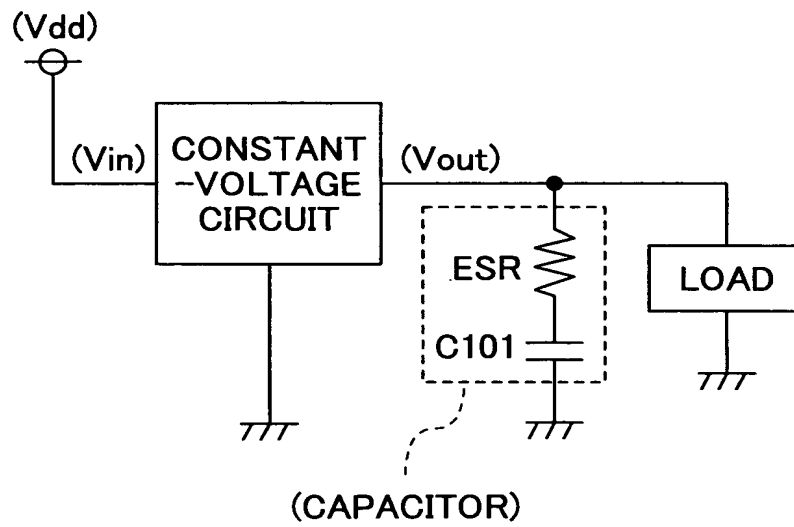 (Vdd)
(Vin)
CONSTANT
-VOLTAGE
CIRCUIT
(Vout)
ESR
LOAD
C101
(CAPACITOR)